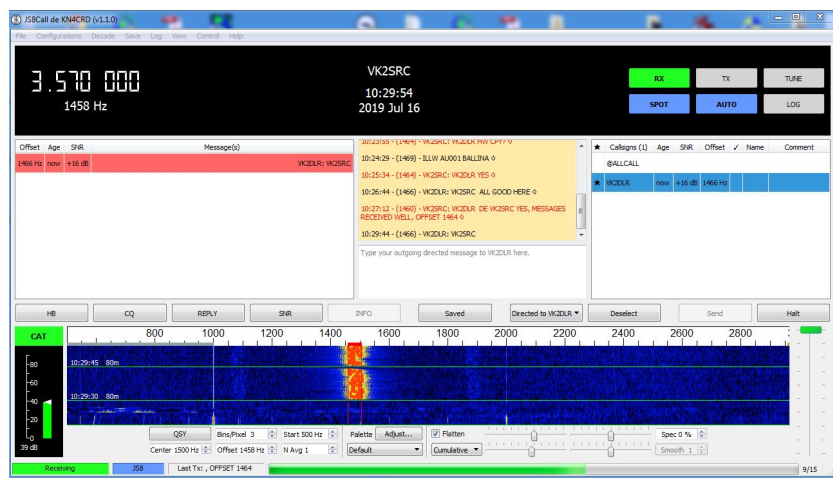 JS8Call de KN4CRD (v1.1.0)
File Configurations Decode Save Log View Control Help
3.570 000
1458 Hz
VK2SRC
10:29:54
2019 Jul 16
RX TX TUNE
SPOT AUTO LOG
Offset Age SNR Message(s)
1466 Hz now +16 dB VK2DLR: VK2SRC
10:23:55 - (1464) - VK2SRC: VK2DLR HW CPY? ◊
10:24:29 - (1469) - ILLW AU001 BALLINA ◊
10:25:34 - (1464) - VK2SRC: VK2DLR YES ◊
10:26:44 - (1466) - VK2DLR: VK2SRC ALL GOOD HERE ◊
10:27:12 - (1460) - VK2SRC: VK2DLR DE VK2SRC YES, MESSAGES
RECEIVED WELL, OFFSET 1464 ◊
10:29:44 - (1466) - VK2DLR: VK2SRC
Type your outgoing directed message to VK2DLR here.
★ Callsigns (1) Age SNR Offset ✓ Name Comment
@ALLCALL
★ VK2DLR now +16 dB 1466 Hz
HB CQ REPLY SNR INFO Saved Directed to VK2DLR Deselect Send Halt
CAT
800 1000 1200 1400 1600 1800 2000 2200 2400 2600 2800
10:29:45 80m
10:29:30 80m
-80
-60
-40
-20
-0
39 dB
QSY Bins/Pixel 3 Start 500 Hz Palette Adjust... Flatten Spec 0 %
Center 1500 Hz Offset 1458 Hz N Avg 1 Default Cumulative Smooth 1
Receiving JS8 Last Tx: , OFFSET 1464 9/15